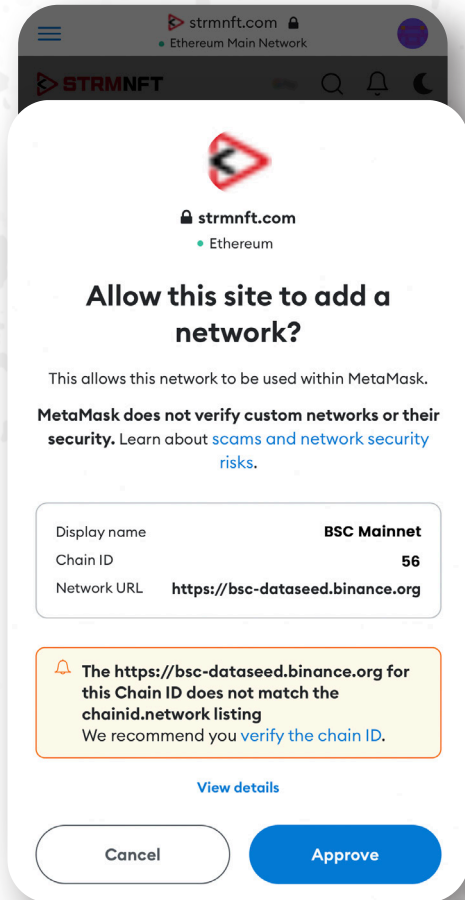 strmnft.com
Ethereum Main Network
STRMNFT
strmnft.com
Ethereum
Allow this site to add a
network?
This allows this network to be used within MetaMask.
MetaMask does not verify custom networks or their
security. Learn about scams and network security
risks.
Display name BSC Mainnet
Chain ID 56
Network URL https://bsc-dataseed.binance.org
The https://bsc-dataseed.binance.org for
this Chain ID does not match the
chainid.network listing
We recommend you verify the chain ID.
View details
Cancel Approve